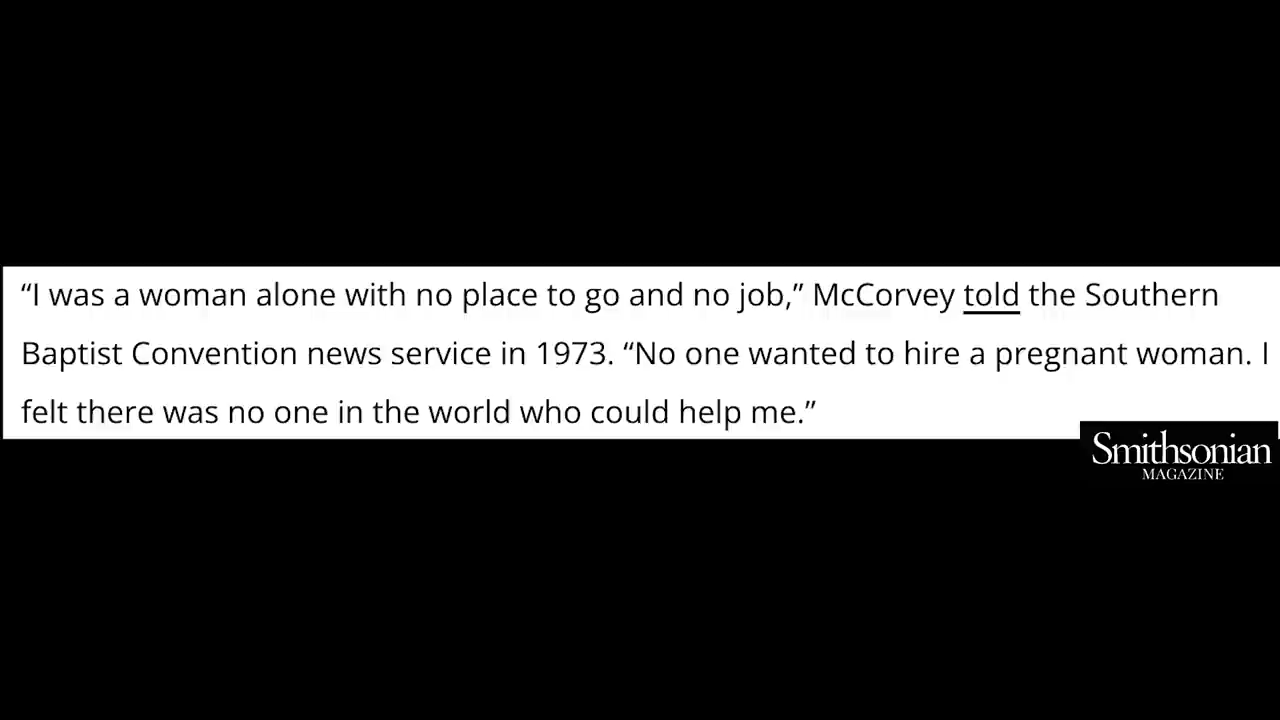 “I was a woman alone with no place to go and no job,” McCorvey told the Southern
Baptist Convention news service in 1973. “No one wanted to hire a pregnant woman. I
felt there was no one in the world who could help me.”
Smithsonian
MAGAZINE